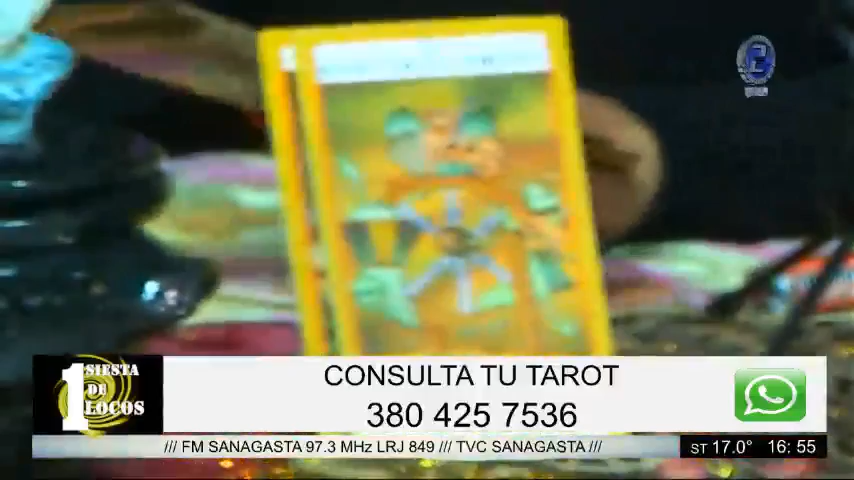 2
1 SIESTA
DE
LOCOS
CONSULTA TU TAROT
380 425 7536
/// FM SANAGASTA 97.3 MHz LRJ 849 /// TVC SANAGASTA ///
ST 17.0° 16:55